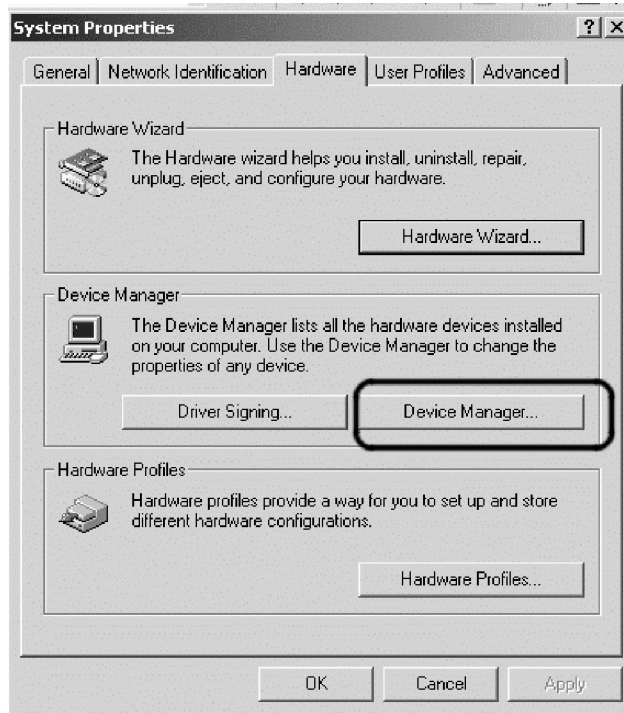 System Properties
General
Network Identification
Hardware
User Profiles
Advanced
Hardware Wizard
The Hardware wizard helps you install, uninstall, repair,
unplug, eject, and configure your hardware.
Hardware Wizard...
Device Manager
The Device Manager lists all the hardware devices installed
on your computer. Use the Device Manager to change the
properties of any device.
Driver Signing...
Device Manager...
Hardware Profiles
Hardware profiles provide a way for you to set up and store
different hardware configurations.
Hardware Profiles...
OK
Cancel
Apply